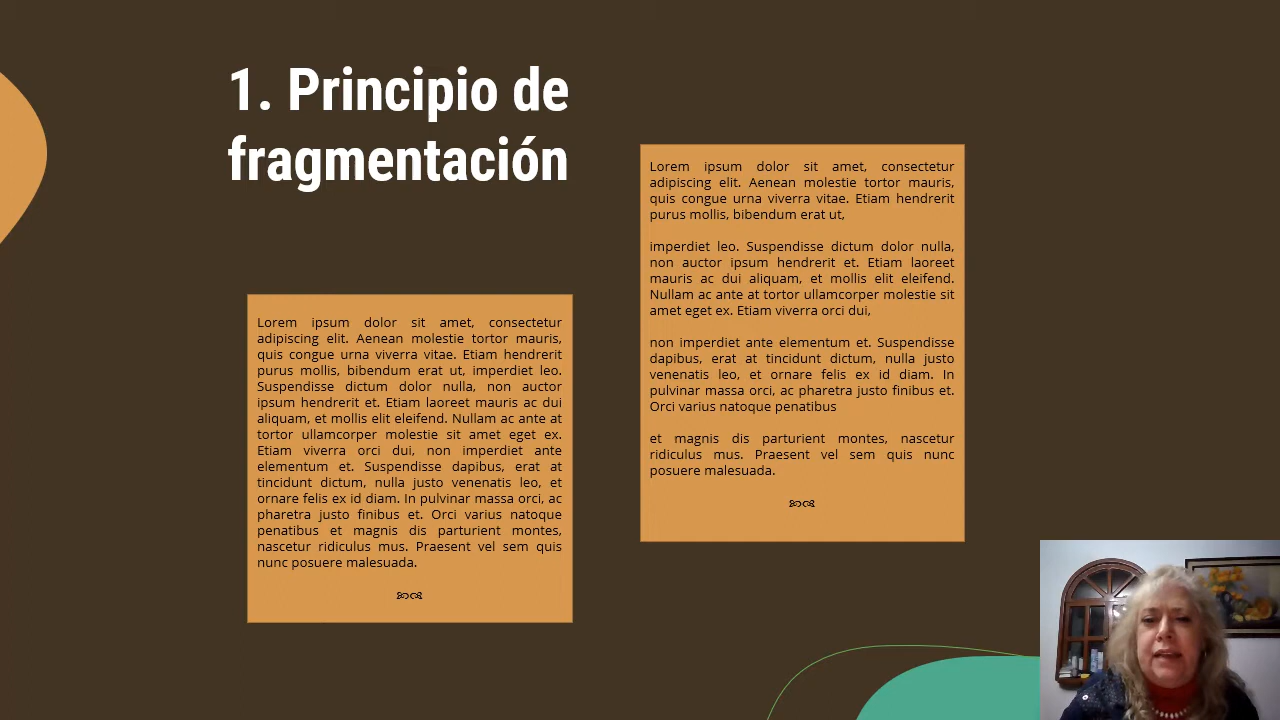 1. Principio de
fragmentación
Lorem ipsum dolor sit amet, consectetur
adipiscing elit. Aenean molestie tortor mauris,
quis congue urna viverra vitae. Etiam hendrerit
purus mollis, bibendum erat ut, imperdiet leo.
Suspendisse dictum dolor nulla, non auctor
ipsum hendrerit et. Etiam laoreet mauris ac dui
aliquam, et mollis elit eleifend. Nullam ac ante at
tortor ullamcorper molestie sit amet eget ex.
Etiam viverra orci dui, non imperdiet ante
elementum et. Suspendisse dapibus, erat at
tincidunt dictum, nulla justo venenatis leo, et
ornare felis ex id diam. In pulvinar massa orci, ac
pharetra justo finibus et. Orci varius natoque
penatibus et magnis dis parturient montes,
nascetur ridiculus mus. Praesent vel sem quis
nunc posuere malesuada.
Lorem ipsum dolor sit amet, consectetur
adipiscing elit. Aenean molestie tortor mauris,
quis congue urna viverra vitae. Etiam hendrerit
purus mollis, bibendum erat ut,
imperdiet leo. Suspendisse dictum dolor nulla,
non auctor ipsum hendrerit et. Etiam laoreet
mauris ac dui aliquam, et mollis elit eleifend.
Nullam ac ante at tortor ullamcorper molestie sit
amet eget ex. Etiam viverra orci dui,
non imperdiet ante elementum et. Suspendisse
dapibus, erat at tincidunt dictum, nulla justo
venenatis leo, et ornare felis ex id diam. In
pulvinar massa orci, ac pharetra justo finibus et.
Orci varius natoque penatibus
et magnis dis parturient montes, nascetur
ridiculus mus. Praesent vel sem quis nunc
posuere malesuada.